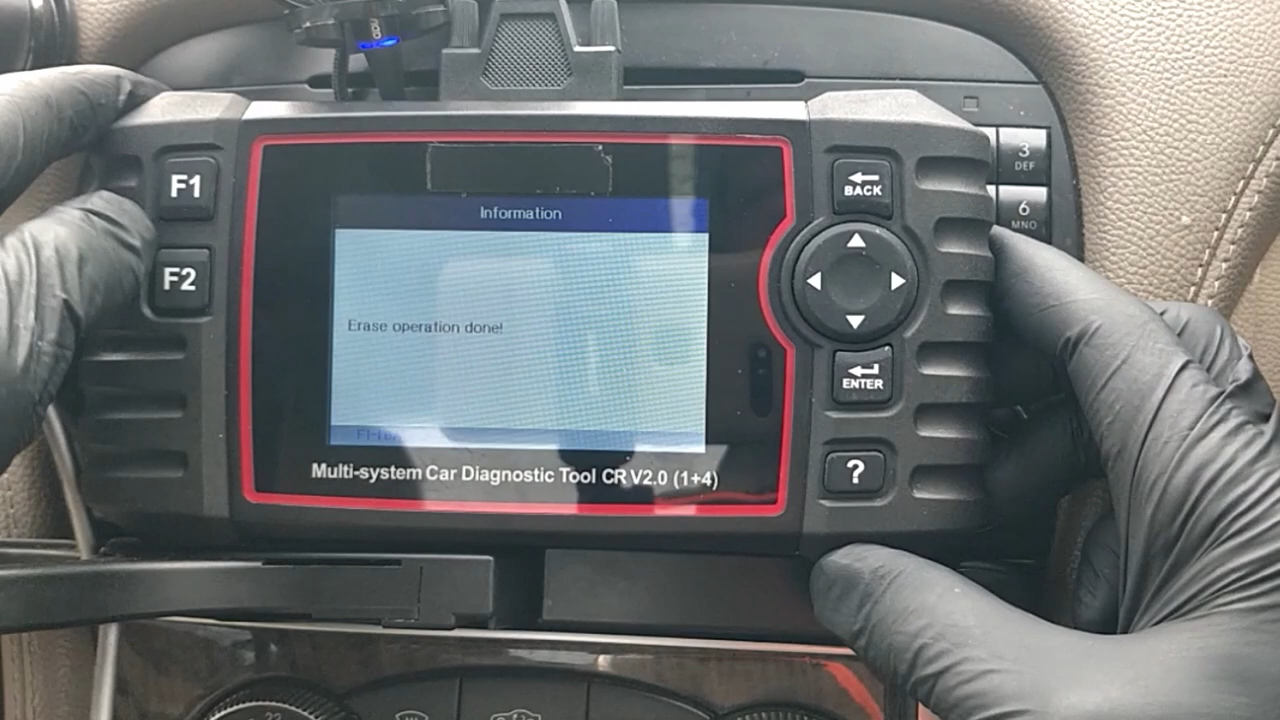 3
DEF
6
MNO
F1
F2
BACK
ENTER
?
Information
Erase operation done!
Multi-system Car Diagnostic Tool CR V2.0 (1+4)
22